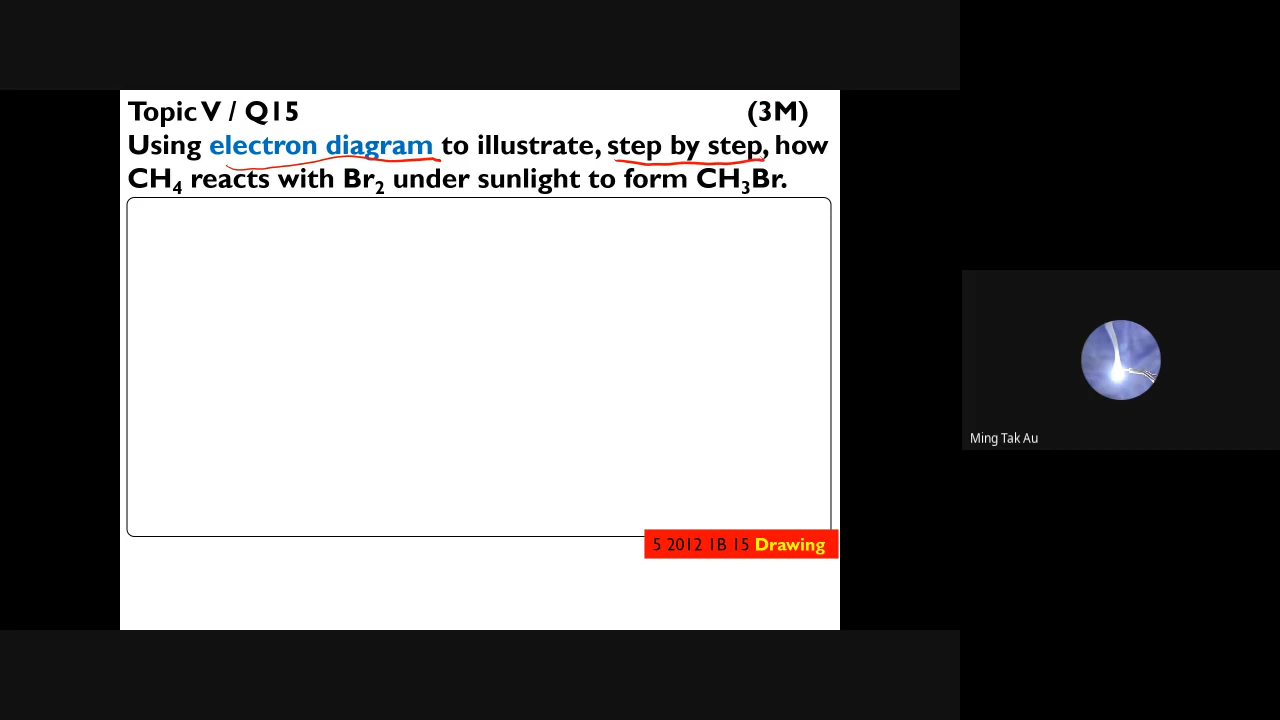 Topic V / Q15 (3M)
Using electron diagram to illustrate, step by step, how
CH₄ reacts with Br₂ under sunlight to form CH₃Br.
5 2012 1B 15 Drawing
Ming Tak Au